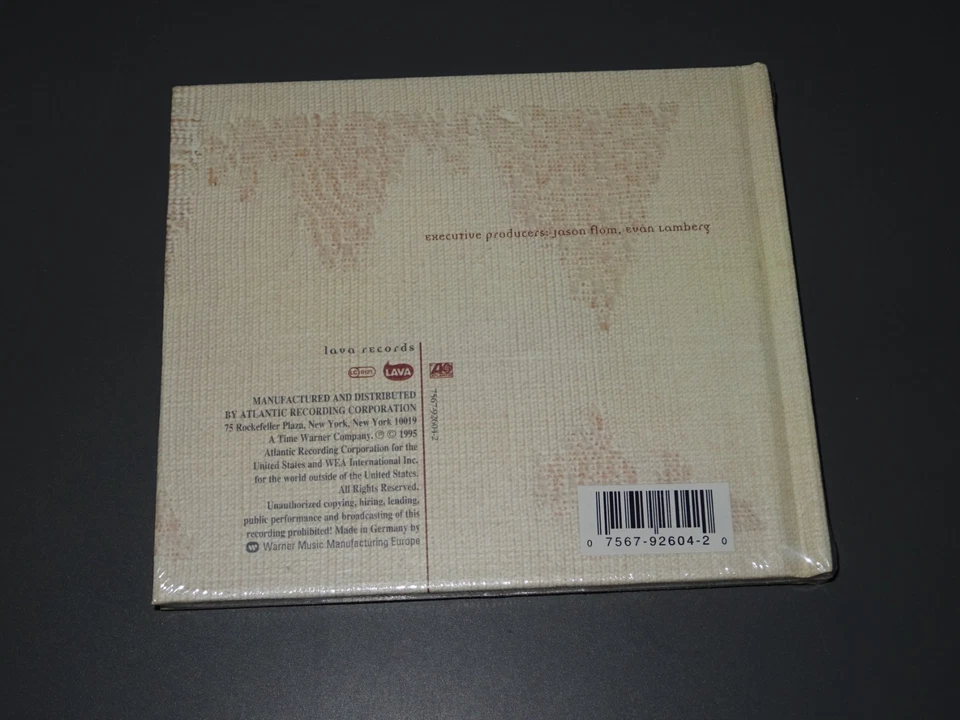 executive producers: Jason Flom, Evan Lamberg
lava records
LAVA
7567-92604-2
MANUFACTURED AND DISTRIBUTED
BY ATLANTIC RECORDING CORPORATION
75 Rockefeller Plaza, New York, New York 10019
A Time Warner Company. ℗ © 1995
Atlantic Recording Corporation for the
United States and WEA International Inc.
for the world outside of the United States.
All Rights Reserved.
Unauthorized copying, hiring, lending,
public performance and broadcasting of this
recording prohibited! Made in Germany by
Warner Music Manufacturing Europe
0 7567-92604-2 0